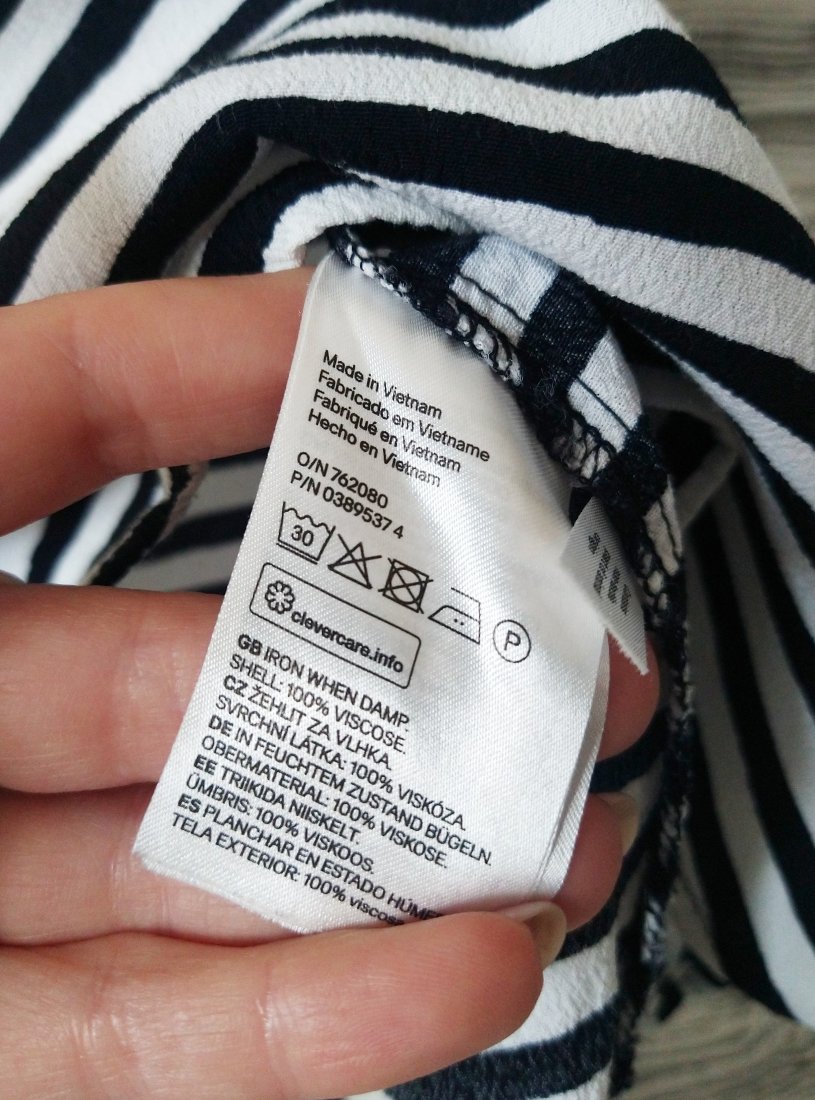 Made in Vietnam
Fabricado em Vietname
Fabriqué en Vietnam
Hecho en Vietnam
O/N 762080
P/N 0389537 4
30
P
clevercare.info
GB IRON WHEN DAMP.
SHELL: 100% VISCOSE.
CZ ŽEHLIT ZA VLHKA.
SVRCHNÍ LÁTKA: 100% VISKÓZA.
DE IN FEUCHTEM ZUSTAND BÜGELN.
OBERMATERIAL: 100% VISKOSE.
EE TRIIKIDA NIISKELT.
ÜMBRIS: 100% VISKOOS.
ES PLANCHAR EN ESTADO
TELA EXTERIOR: 100%